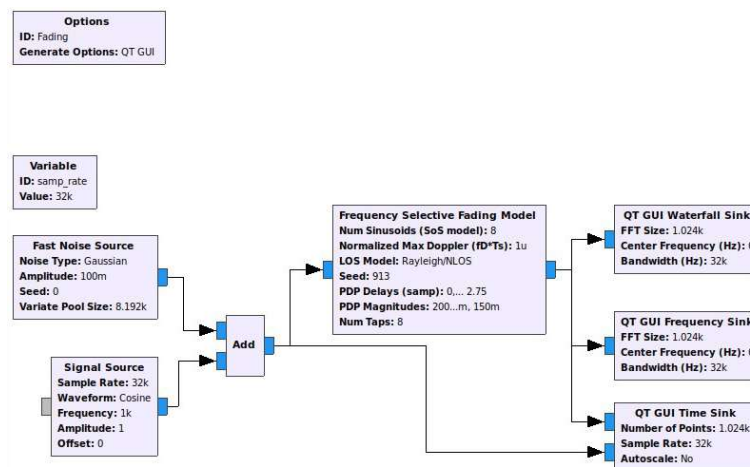 Options
ID: Fading
Generate Options: QT GUI
Variable
ID: samp_rate
Value: 32k
Fast Noise Source
Noise Type: Gaussian
Amplitude: 100m
Seed: 0
Variate Pool Size: 8.192k
Signal Source
Sample Rate: 32k
Waveform: Cosine
Frequency: 1k
Amplitude: 1
Offset: 0
Add
Frequency Selective Fading Model
Num Sinusoids (SoS model): 8
Normalized Max Doppler (fD*Ts): 1u
LOS Model: Rayleigh/NLOS
Seed: 913
PDP Delays (samp): 0,... 2.75
PDP Magnitudes: 200...m, 150m
Num Taps: 8
QT GUI Waterfall Sink
FFT Size: 1.024k
Center Frequency (Hz):
Bandwidth (Hz): 32k
QT GUI Frequency Sink
FFT Size: 1.024k
Center Frequency (Hz):
Bandwidth (Hz): 32k
QT GUI Time Sink
Number of Points: 1.024k
Sample Rate: 32k
Autoscale: No